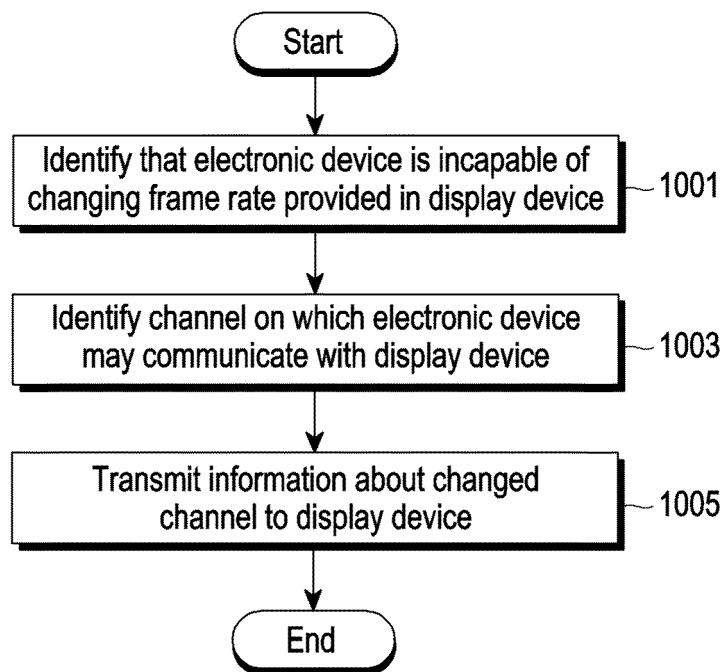 Start
Identify that electronic device is incapable of
changing frame rate provided in display device
1001
Identify channel on which electronic device
may communicate with display device
1003
Transmit information about changed
channel to display device
1005
End